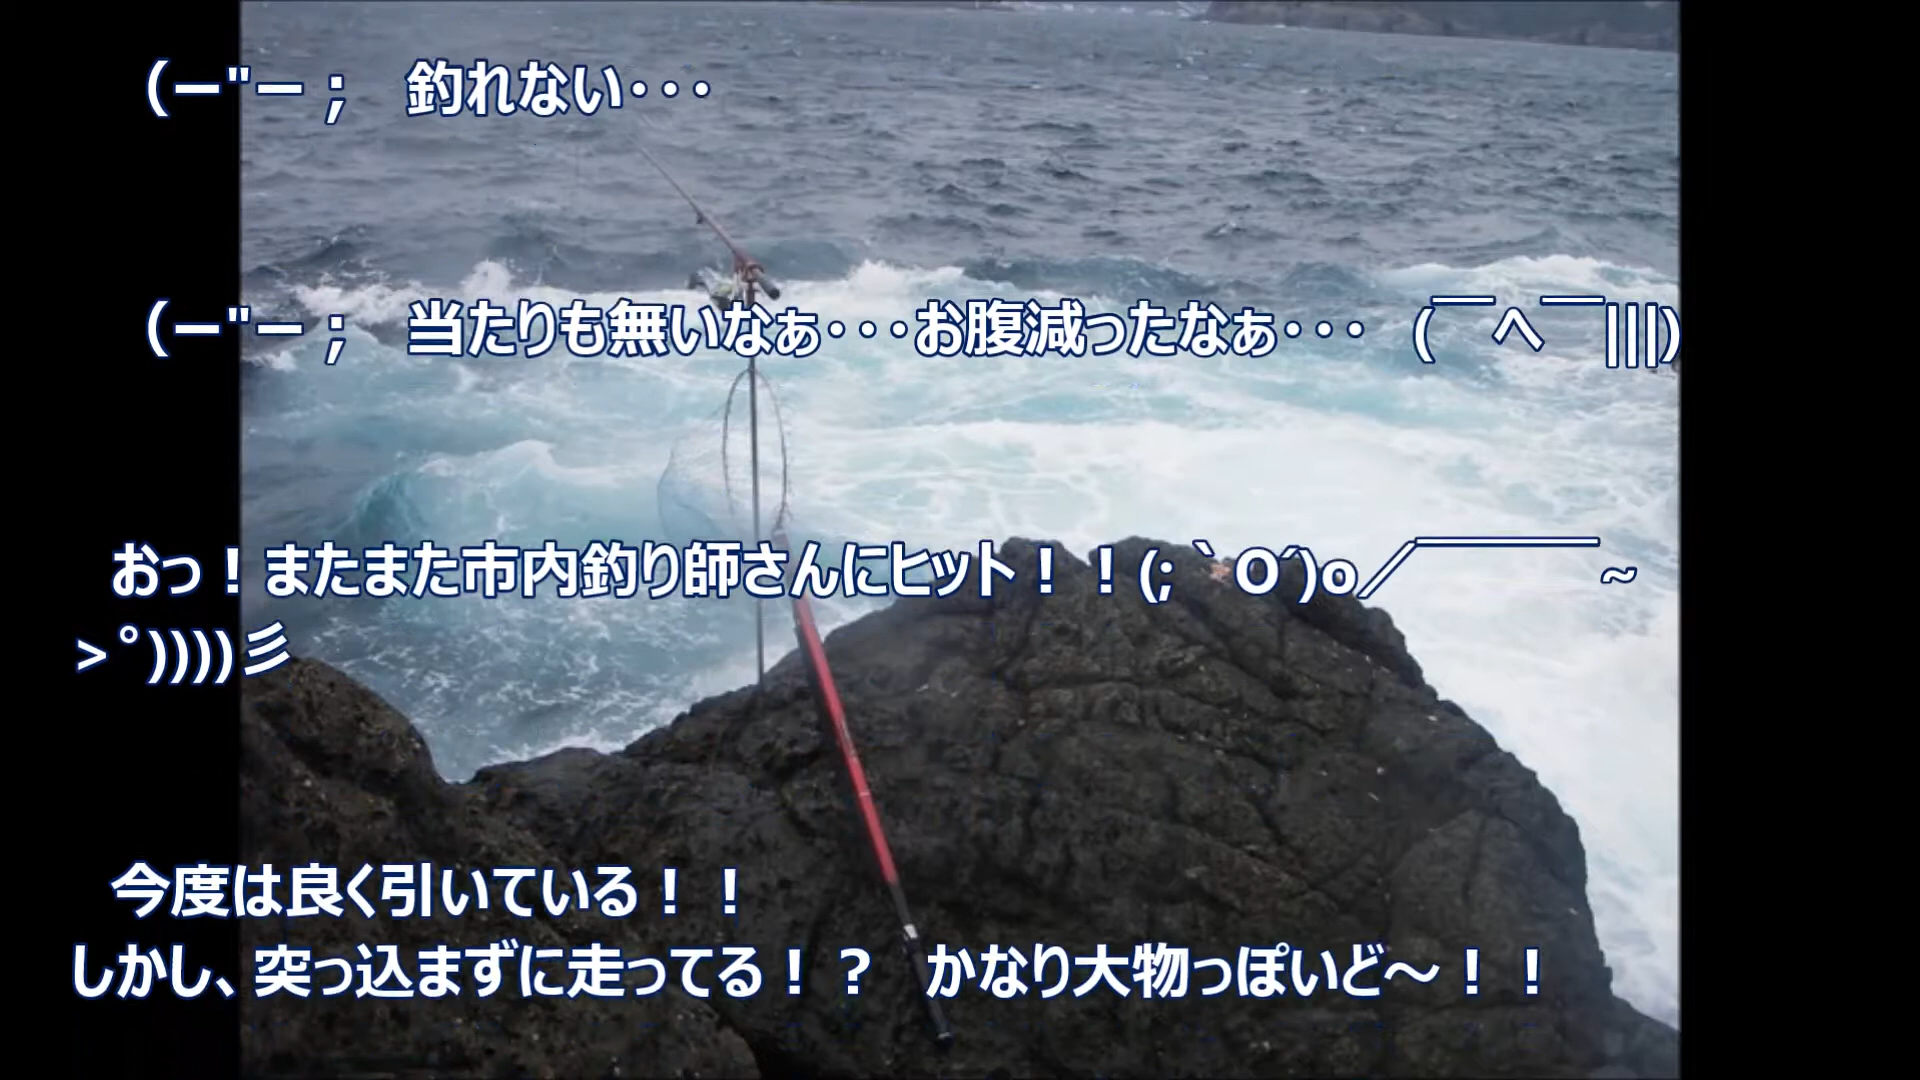 （ー"ー；　釣れない・・・
（ー"ー；　当たりも無いなぁ・・・お腹減ったなぁ・・・　(￣ヘ￣|||)
おっ！またまた市内釣り師さんにヒット！！(;｀O´)o／￣￣￣￣~
>ﾟ))))彡
今度は良く引いている！！
しかし、突っ込まずに走ってる！？　かなり大物っぽいど～！！